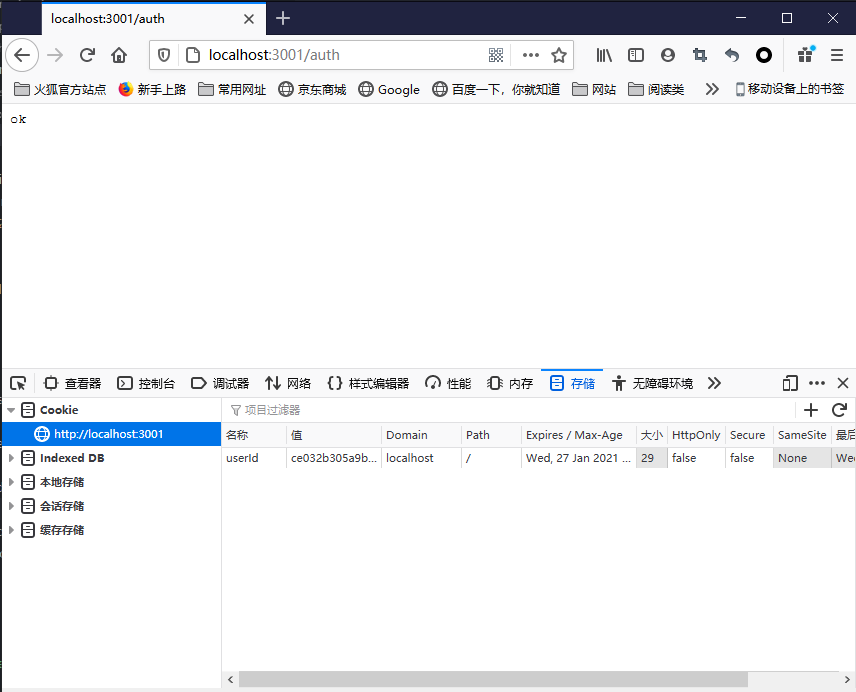 localhost:3001/auth
localhost:3001/auth
火狐官方站点 新手上路 常用网址 京东商城 Google 百度一下，你就知道 网站 阅读类 移动设备上的书签
ok
查看器 控制台 调试器 网络 样式编辑器 性能 内存 存储 无障碍环境
Cookie
http://localhost:3001
Indexed DB
本地存储
会话存储
缓存存储
项目过滤器
名称 值 Domain Path Expires / Max-Age 大小 HttpOnly Secure SameSite 最后
userId ce032b305a9b... localhost / Wed, 27 Jan 2021 ... 29 false false None Wed